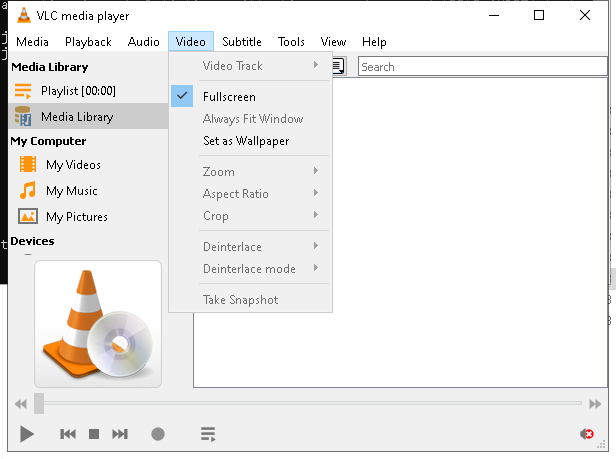 VLC media player
Media Playback Audio Video Subtitle Tools View Help
Media Library
Playlist [00:00]
Media Library
My Computer
My Videos
My Music
My Pictures
Devices
Video Track
Fullscreen
Always Fit Window
Set as Wallpaper
Zoom
Aspect Ratio
Crop
Deinterlace
Deinterlace mode
Take Snapshot
Search